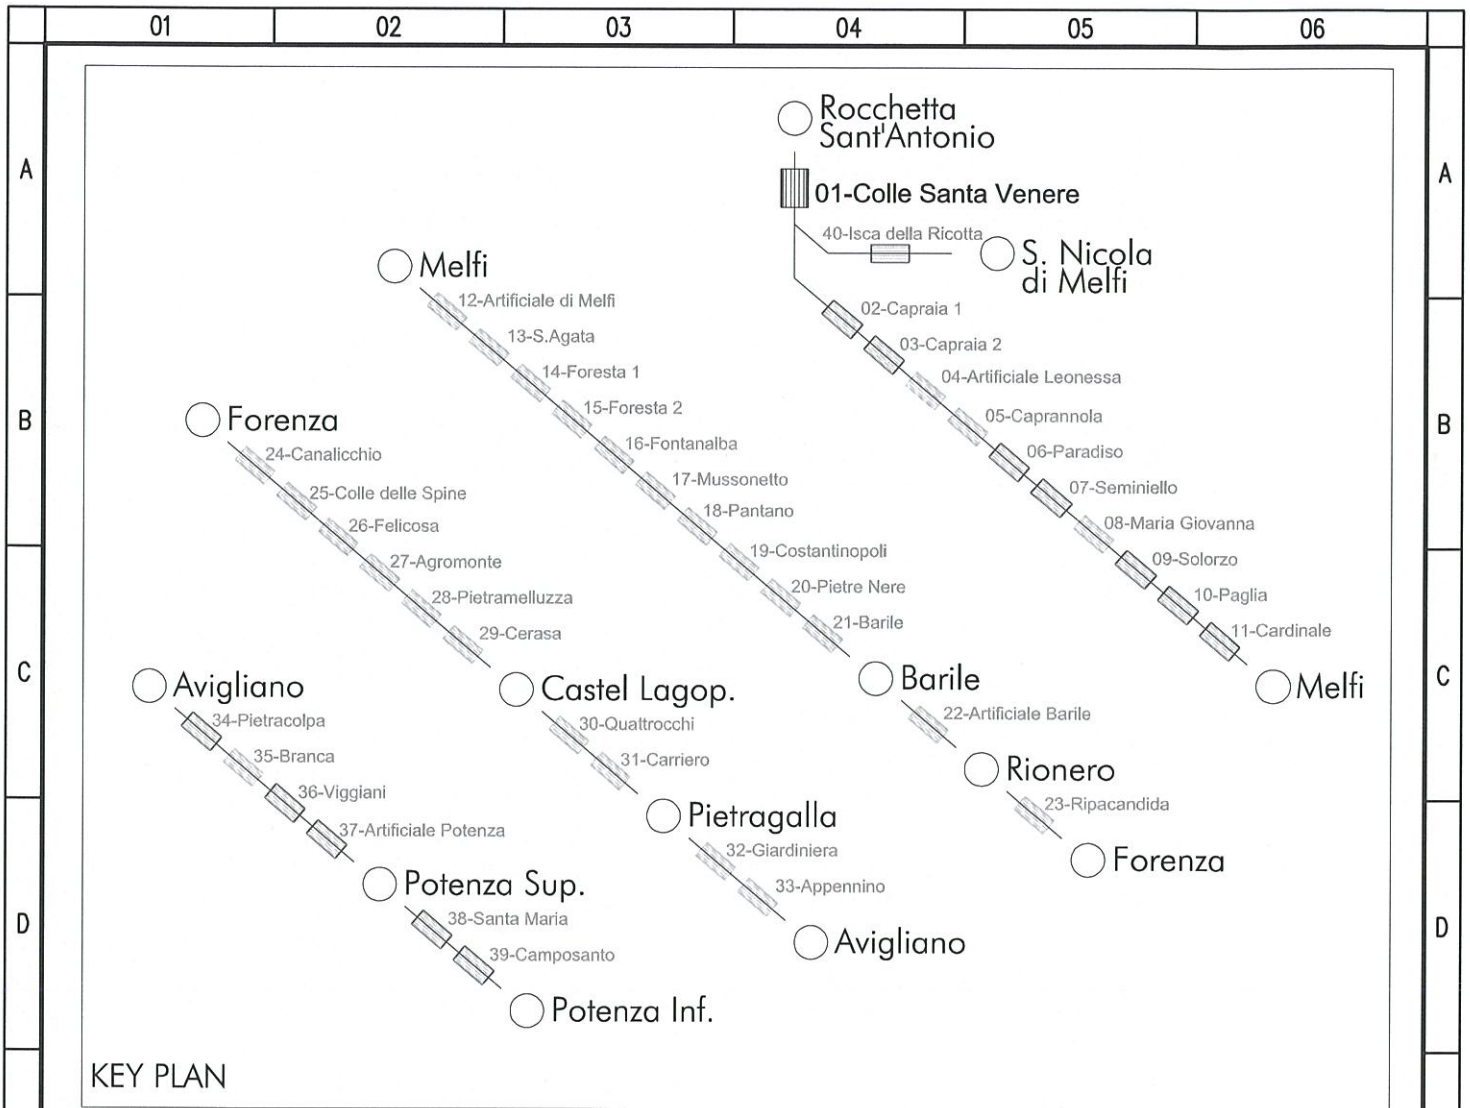 01 02 03 04 05 06
A
A
Rocchetta
Sant'Antonio
01-Colle Santa Venere
40-Isca della Ricotta
S. Nicola
di Melfi
02-Capraia 1
03-Capraia 2
04-Artificiale Leonessa
05-Caprannola
06-Paradiso
07-Seminiello
08-Maria Giovanna
09-Solorzo
10-Paglia
11-Cardinale
Melfi
Melfi
12-Artificiale di Melfi
13-S.Agata
14-Foresta 1
15-Foresta 2
16-Fontanalba
17-Mussonetto
18-Pantano
19-Costantinopoli
20-Pietre Nere
21-Barile
Barile
22-Artificiale Barile
Rionero
23-Ripacandida
Forenza
B
B
Forenza
24-Canalicchio
25-Colle delle Spine
26-Felicosa
27-Agromonte
28-Pietramelluzza
29-Cerasa
Castel Lagop.
30-Quattrocchi
31-Carriero
Pietragalla
32-Giardiniera
33-Appennino
Avigliano
C
C
Avigliano
34-Pietracolpa
35-Branca
36-Viggiani
37-Artificiale Potenza
Potenza Sup.
38-Santa Maria
39-Camposanto
Potenza Inf.
D
D
KEY PLAN